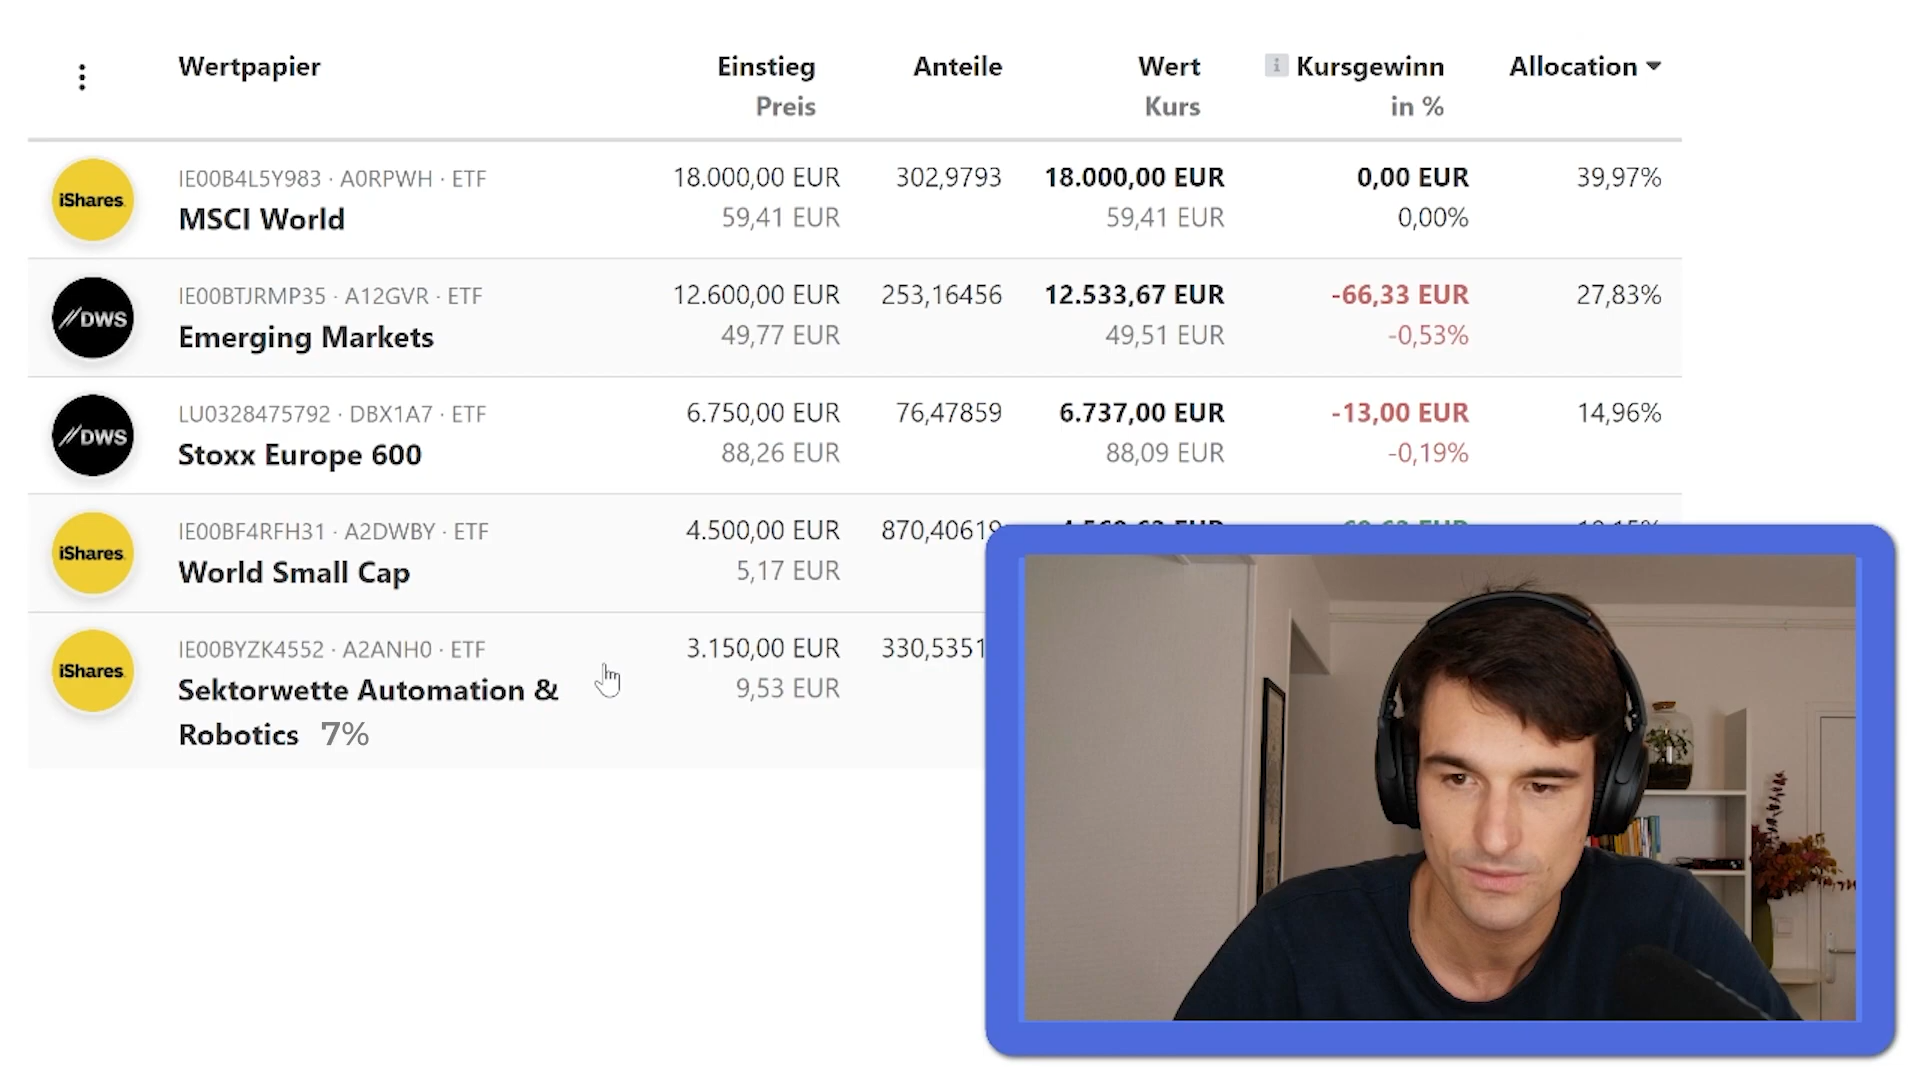 Wertpapier Einstieg Anteile Wert Kursgewinn Allocation
Preis Kurs in %
iShares. IE00B4L5Y983 · A0RPWH · ETF 18.000,00 EUR 302,9793 18.000,00 EUR 0,00 EUR 39,97%
MSCI World 59,41 EUR 59,41 EUR 0,00%
DWS IE00BTJRMP35 · A12GVR · ETF 12.600,00 EUR 253,16456 12.533,67 EUR -66,33 EUR 27,83%
Emerging Markets 49,77 EUR 49,51 EUR -0,53%
DWS LU0328475792 · DBX1A7 · ETF 6.750,00 EUR 76,47859 6.737,00 EUR -13,00 EUR 14,96%
Stoxx Europe 600 88,26 EUR 88,09 EUR -0,19%
iShares. IE00BF4RFH31 · A2DWBY · ETF 4.500,00 EUR 870,40619
World Small Cap 5,17 EUR
iShares. IE00BYZK4552 · A2ANH0 · ETF 3.150,00 EUR 330,5351
Sektorwette Automation & 9,53 EUR
Robotics 7%